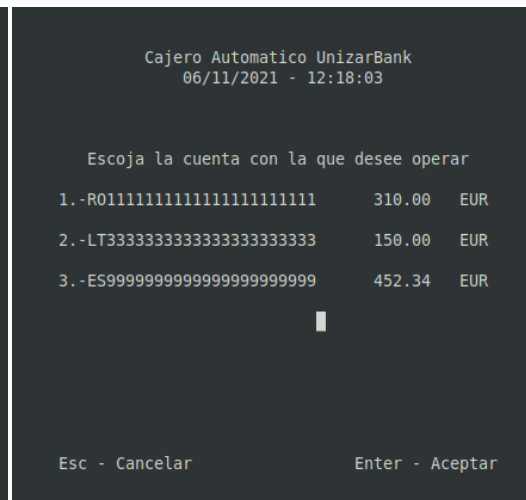 Cajero Automatico UnizarBank
06/11/2021 - 12:18:03
Escoja la cuenta con la que desee operar
1.-RO1111111111111111111111 310.00 EUR
2.-LT3333333333333333333333 150.00 EUR
3.-ES9999999999999999999999 452.34 EUR
Esc - Cancelar Enter - Aceptar